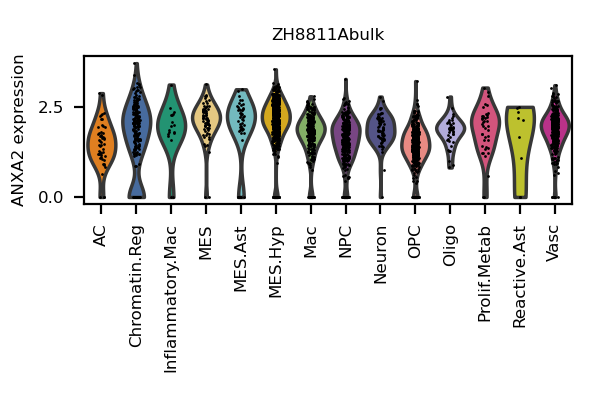 ZH8811Abulk
ANXA2 expression
2.5
0.0
AC
Chromatin.Reg
Inflammatory.Mac
MES
MES.Ast
MES.Hyp
Mac
NPC
Neuron
OPC
Oligo
Prolif.Metab
Reactive.Ast
Vasc